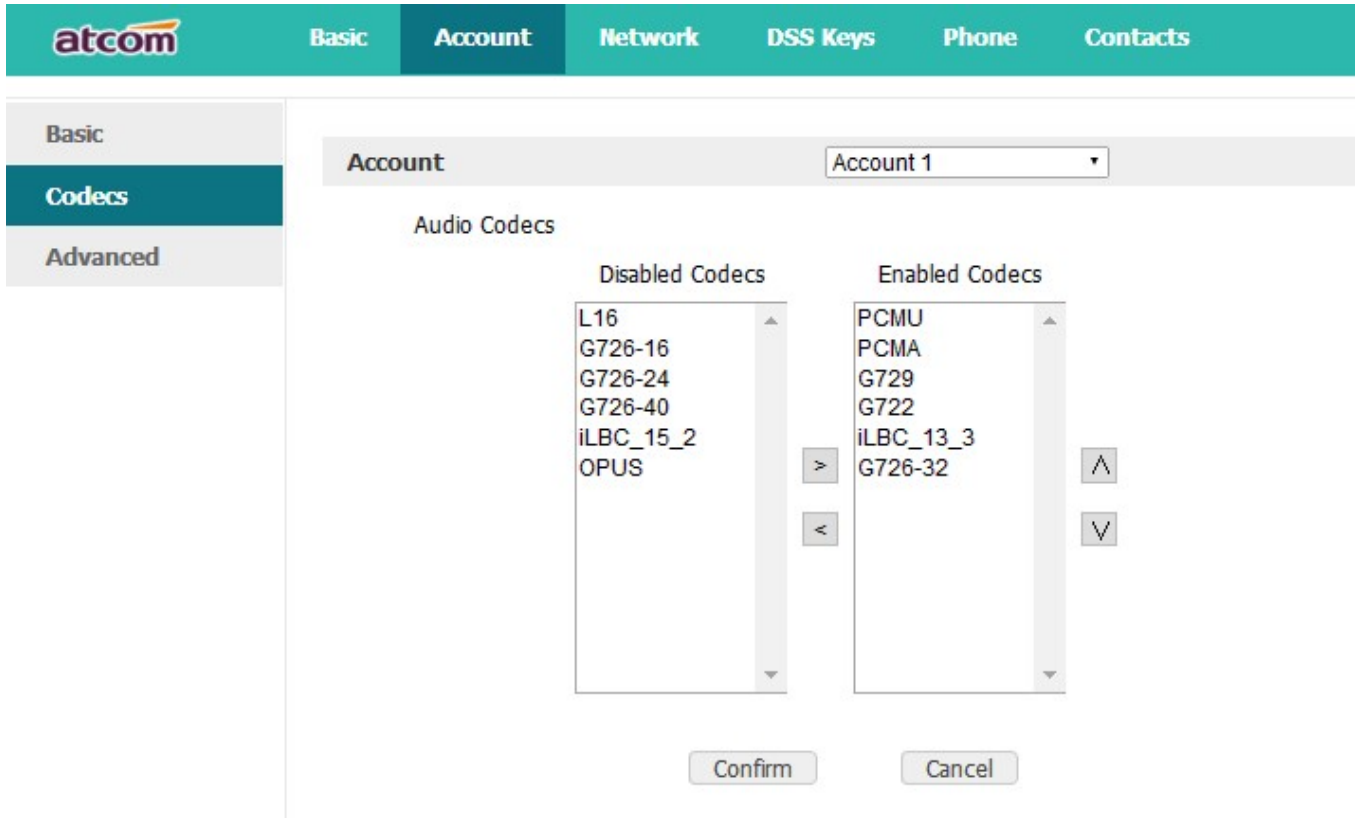 atcom Basic Account Network DSS Keys Phone Contacts
Basic
Codecs
Advanced
Account Account 1
Audio Codecs
Disabled Codecs Enabled Codecs
L16 PCMU
G726-16 PCMA
G726-24 G729
G726-40 G722
iLBC_15_2 iLBC_13_3
OPUS > G726-32 Λ
< V
Confirm Cancel